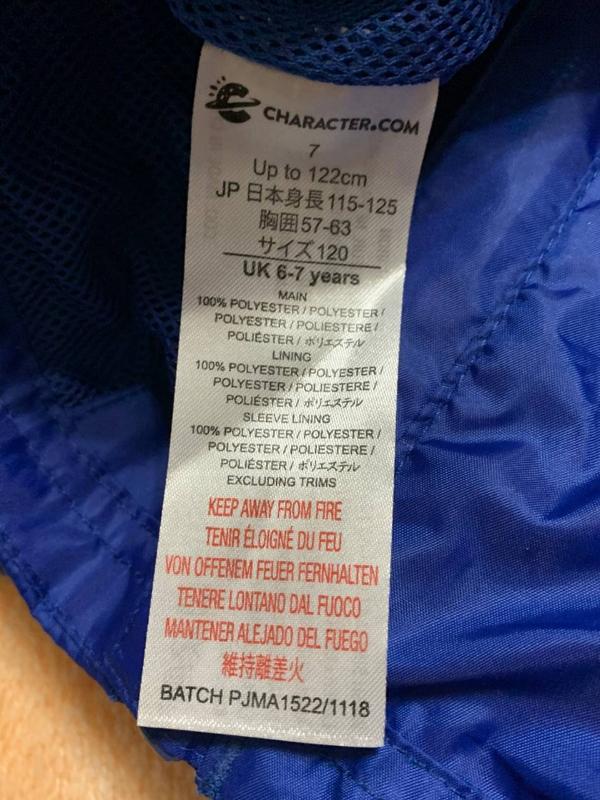 CHARACTER.COM
7
Up to 122cm
JP 日本身長 115-125
胸囲 57-63
サイズ 120
UK 6-7 years
MAIN
100% POLYESTER / POLYESTER /
POLYESTER / POLIESTERE /
POLIÉSTER / ポリエステル
LINING
100% POLYESTER / POLYESTER /
POLYESTER / POLIESTERE /
POLIÉSTER / ポリエステル
SLEEVE LINING
100% POLYESTER / POLYESTER /
POLYESTER / POLIESTERE /
POLIÉSTER / ポリエステル
EXCLUDING TRIMS
KEEP AWAY FROM FIRE
TENIR ÉLOIGNÉ DU FEU
VON OFFENEM FEUER FERNHALTEN
TENERE LONTANO DAL FUOCO
MANTENER ALEJADO DEL FUEGO
維持離差火
BATCH PJMA1522/1118